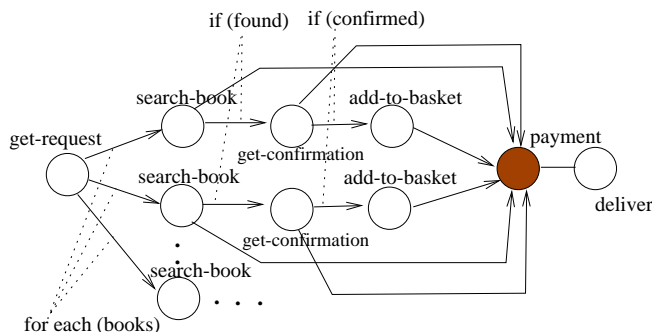 if (found)
if (confirmed)
search-book
add-to-basket
payment
get-request
get-confirmation
search-book
add-to-basket
deliver
get-confirmation
search-book
for each (books)